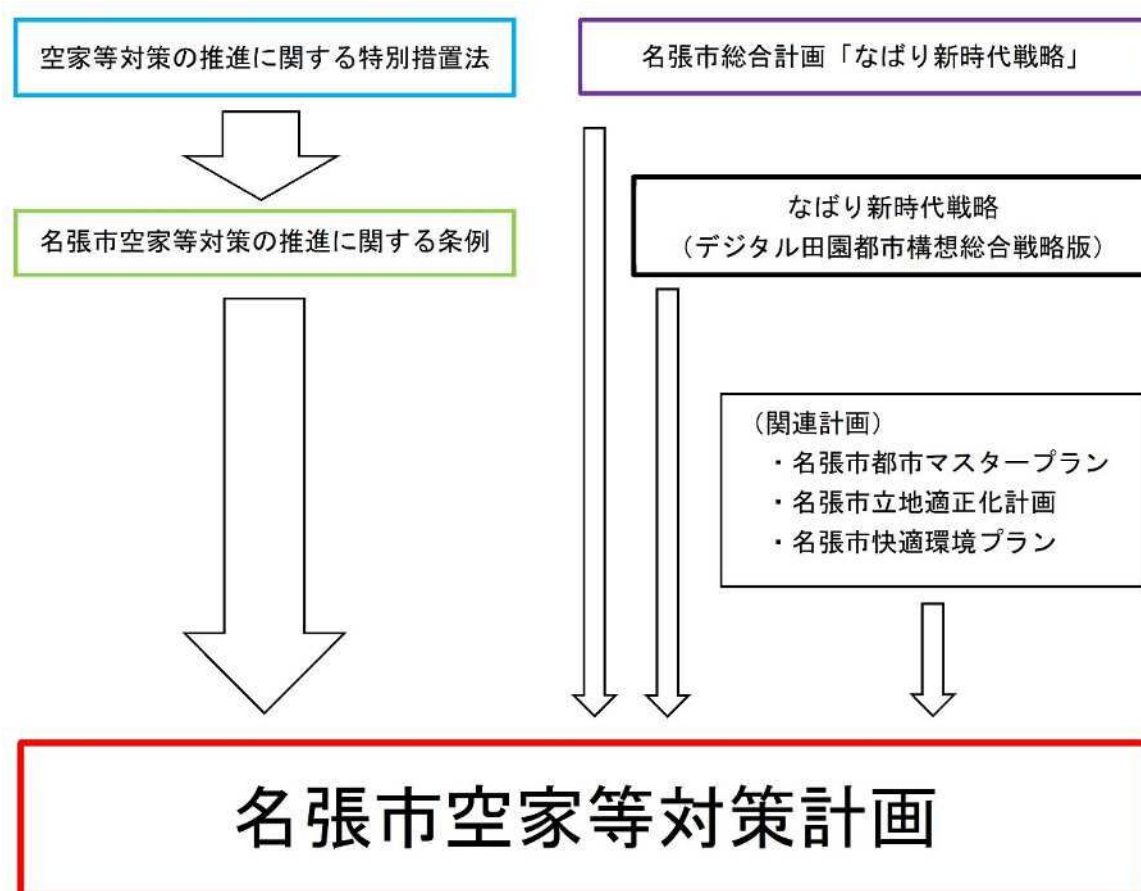 空家等対策の推進に関する特別措置法
名張市総合計画「なばり新時代戦略」
名張市空家等対策の推進に関する条例
なばり新時代戦略
（デジタル田園都市構想総合戦略版）
（関連計画）
・名張市都市マスタープラン
・名張市立地適正化計画
・名張市快適環境プラン
名張市空家等対策計画